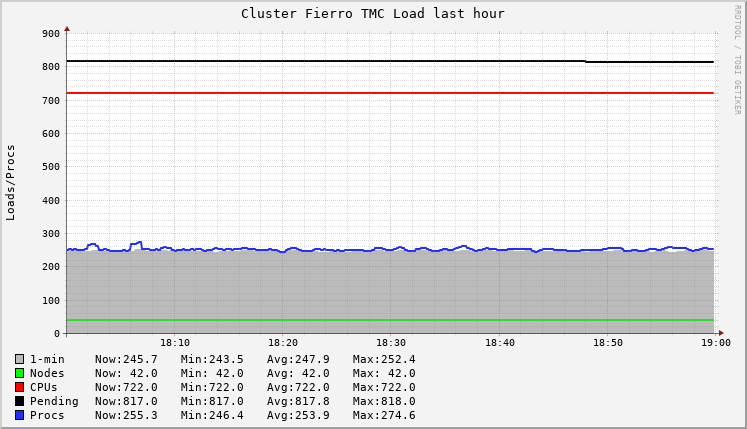 Cluster Fierro TMC Load last hour
RRDTOOL / TOBI OETIKER
Loads/Procs
900
800
700
600
500
400
300
200
100
0
18:10 18:20 18:30 18:40 18:50 19:00
1-min Now:245.7 Min:243.5 Avg:247.9 Max:252.4
Nodes Now: 42.0 Min: 42.0 Avg: 42.0 Max: 42.0
CPUs Now:722.0 Min:722.0 Avg:722.0 Max:722.0
Pending Now:817.0 Min:817.0 Avg:817.8 Max:818.0
Procs Now:255.3 Min:246.4 Avg:253.9 Max:274.6